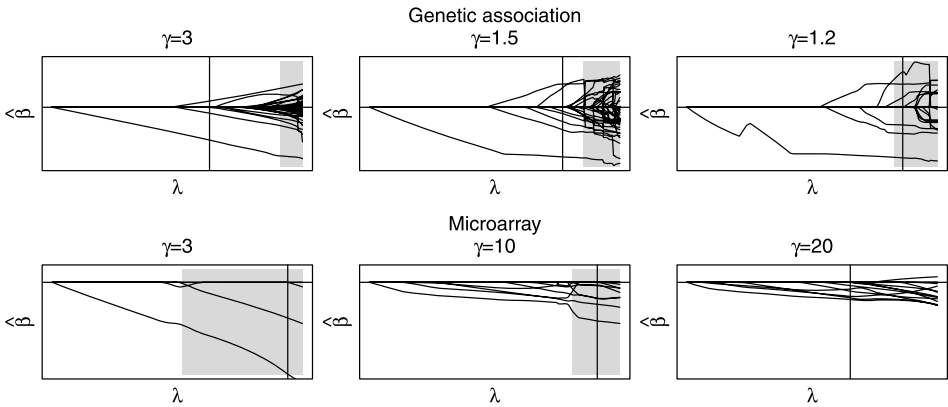 Genetic association
γ=3 γ=1.5 γ=1.2
β̂ β̂ β̂
λ λ λ
Microarray
γ=3 γ=10 γ=20
β̂ β̂ β̂
λ λ λ